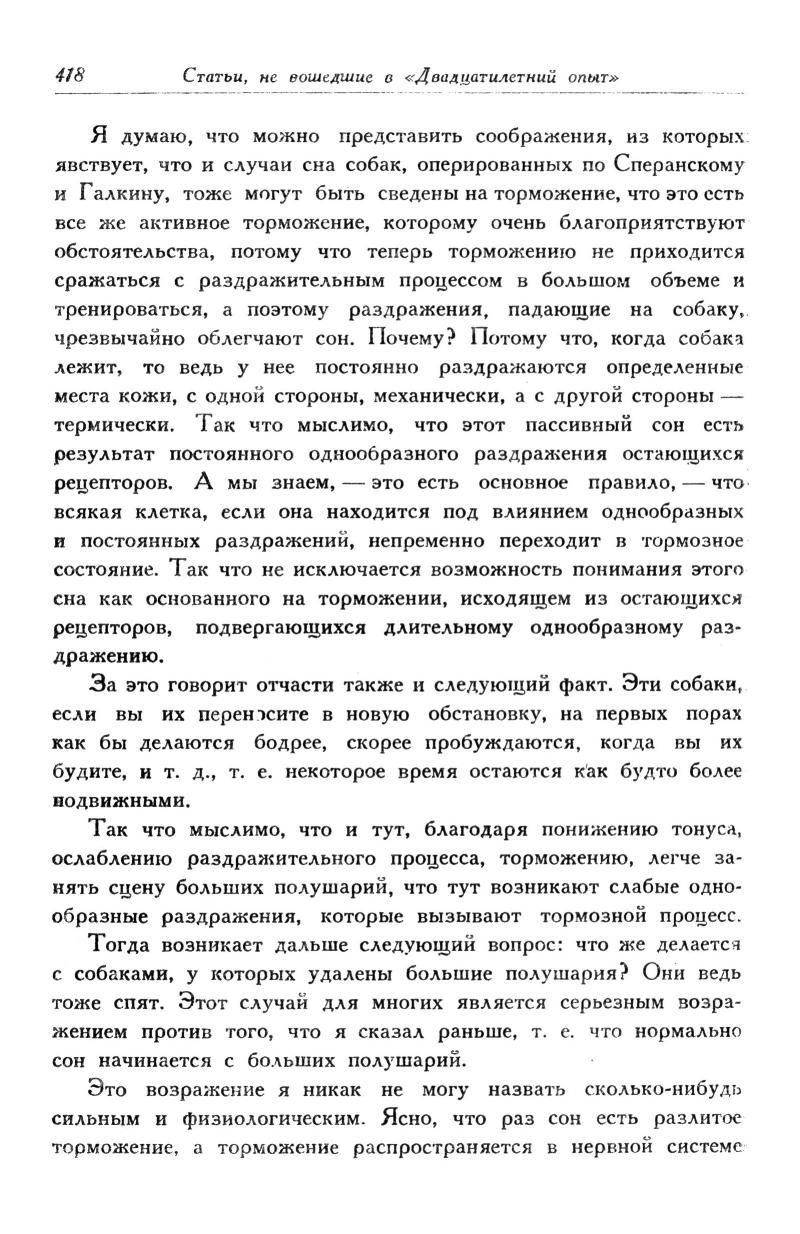 418 Статьи, не вошедшие в «Двадцатилетний опыт»
Я думаю, что можно представить соображения, из которых
явствует, что и случаи сна собак, оперированных по Сперанскому
и Галкину, тоже могут быть сведены на торможение, что это есть
все же активное торможение, которому очень благоприятствуют
обстоятельства, потому что теперь торможению не приходится
сражаться с раздражительным процессом в большом объеме и
тренироваться, а поэтому раздражения, падающие на собаку,
чрезвычайно облегчают сон. Почему? Потому что, когда собака
лежит, то ведь у нее постоянно раздражаются определенные
места кожи, с одной стороны, механически, а с другой стороны —
термически. Так что мыслимо, что этот пассивный сон есть
результат постоянного однообразного раздражения остающихся
рецепторов. А мы знаем, — это есть основное правило, — что
всякая клетка, если она находится под влиянием однообразных
и постоянных раздражений, непременно переходит в тормозное
состояние. Так что не исключается возможность понимания этого
сна как основанного на торможении, исходящем из остающихся
рецепторов, подвергающихся длительному однообразному раз-
дражению.
За это говорит отчасти также и следующий факт. Эти собаки,
если вы их переносите в новую обстановку, на первых порах
как бы делаются бодрее, скорее пробуждаются, когда вы их
будите, и т. д., т. е. некоторое время остаются как будто более
подвижными.
Так что мыслимо, что и тут, благодаря понижению тонуса,
ослаблению раздражительного процесса, торможению, легче за-
нять сцену больших полушарий, что тут возникают слабые одно-
образные раздражения, которые вызывают тормозной процесс.
Тогда возникает дальше следующий вопрос: что же делается
с собаками, у которых удалены большие полушария? Они ведь
тоже спят. Этот случай для многих является серьезным возра-
жением против того, что я сказал раньше, т. е. что нормально
сон начинается с больших полушарий.
Это возражение я никак не могу назвать сколько-нибудь
сильным и физиологическим. Ясно, что раз сон есть разлитое
торможение, а торможение распространяется в нервной системе